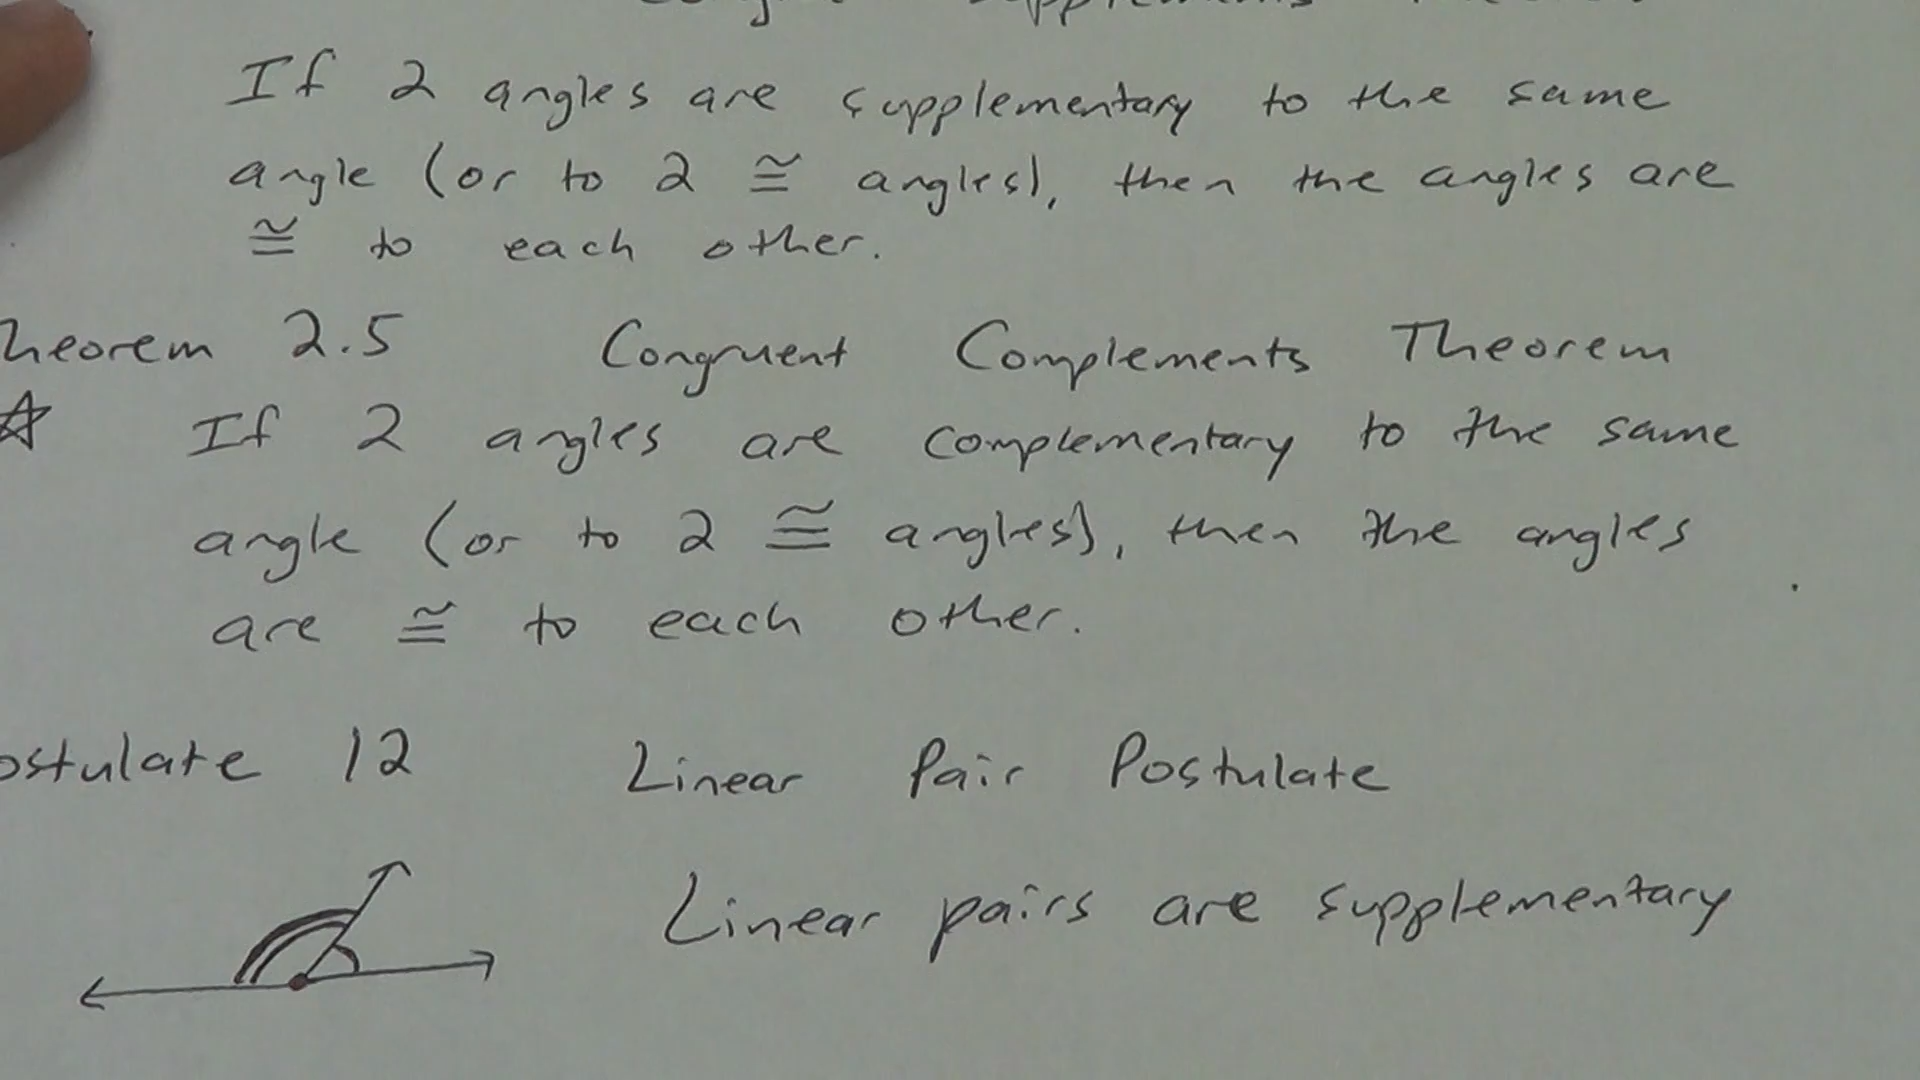 If 2 angles are supplementary to the same
angle (or to 2 ≅ angles), then the angles are
≅ to each other.
heorem 2.5 Congruent Complements Theorem
☆ If 2 angles are complementary to the same
angle (or to 2 ≅ angles), then the angles
are ≅ to each other.
ostulate 12 Linear Pair Postulate
Linear pairs are supplementary